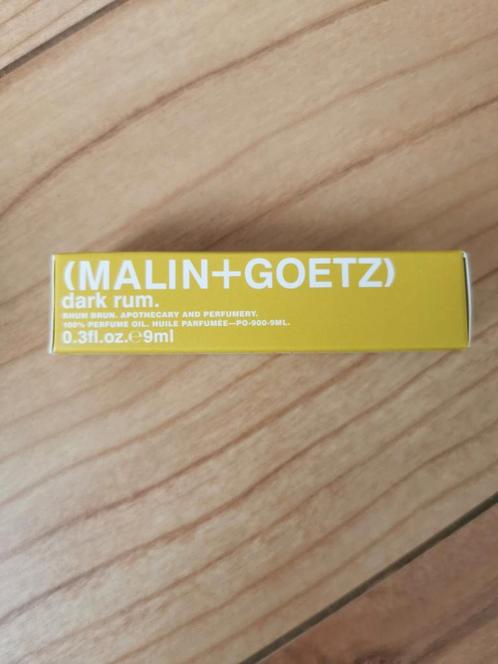 (MALIN+GOETZ)
dark rum.
RHUM BRUN. APOTHECARY AND PERFUMERY.
100% PERFUME OIL. HUILE PARFUMÉE—PO-900-9ML.
0.3fl.oz.℮9ml